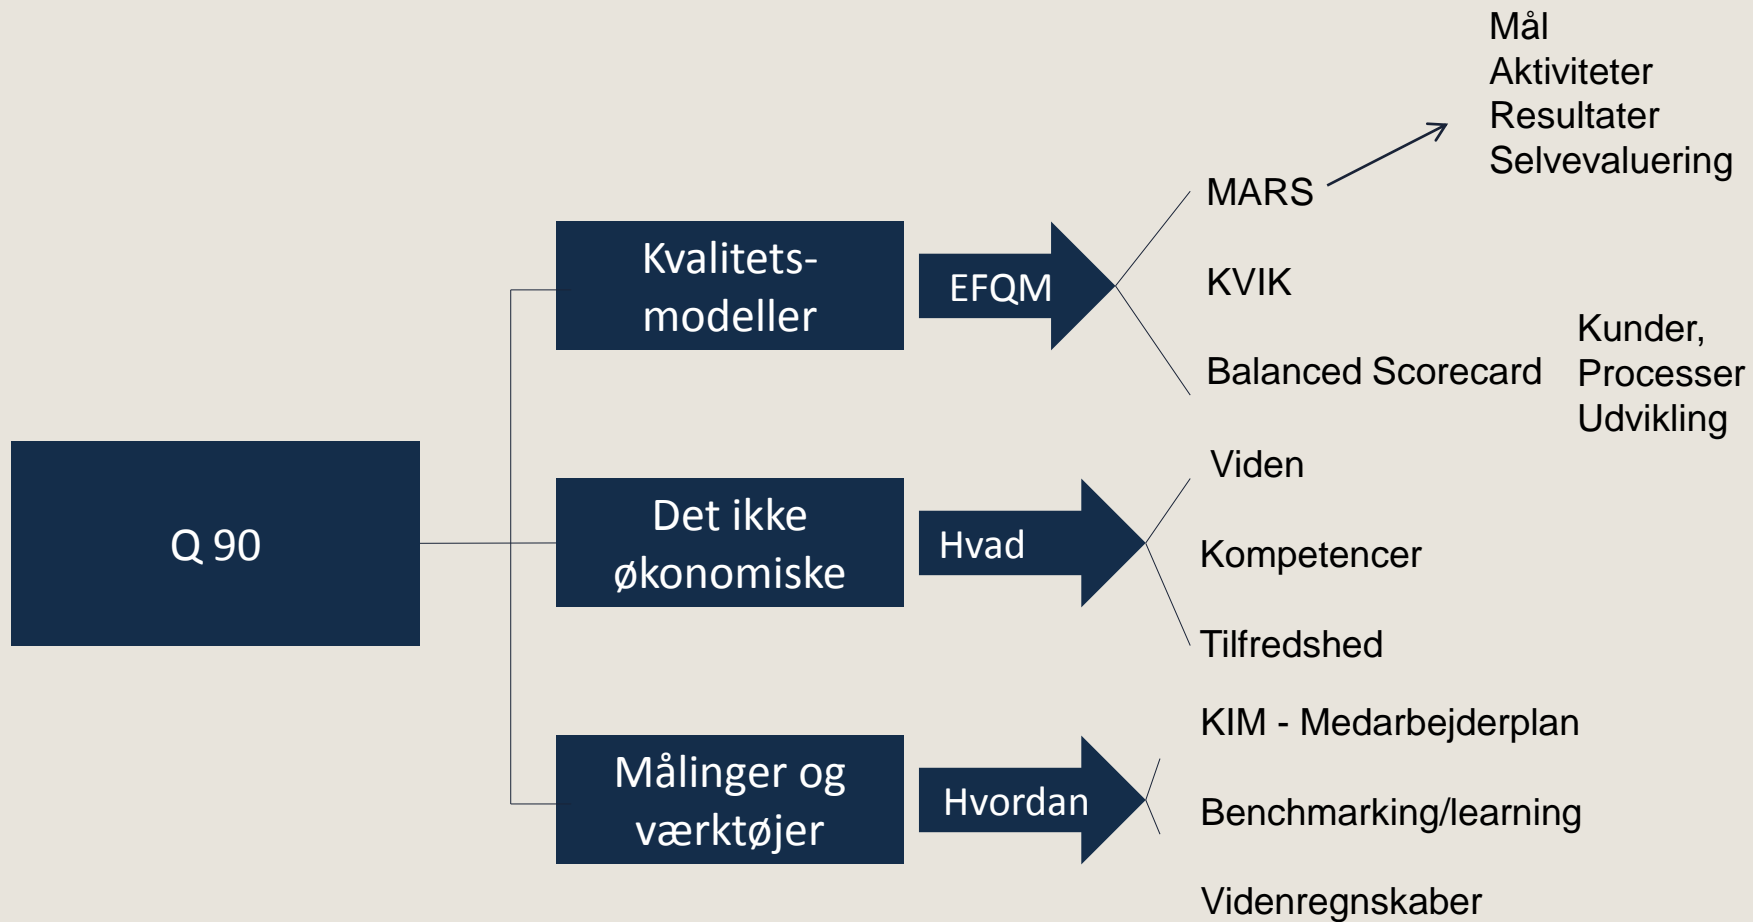 Mål
Aktiviteter
Resultater
Selvevaluering
MARS
Kvalitets-
modeller
EFQM
KVIK
Balanced Scorecard
Kunder,
Processer
Udvikling
Q 90
Det ikke
økonomiske
Hvad
Viden
Kompetencer
Tilfredshed
Målinger og
værktøjer
Hvordan
KIM - Medarbejderplan
Benchmarking/learning
Videnregnskaber